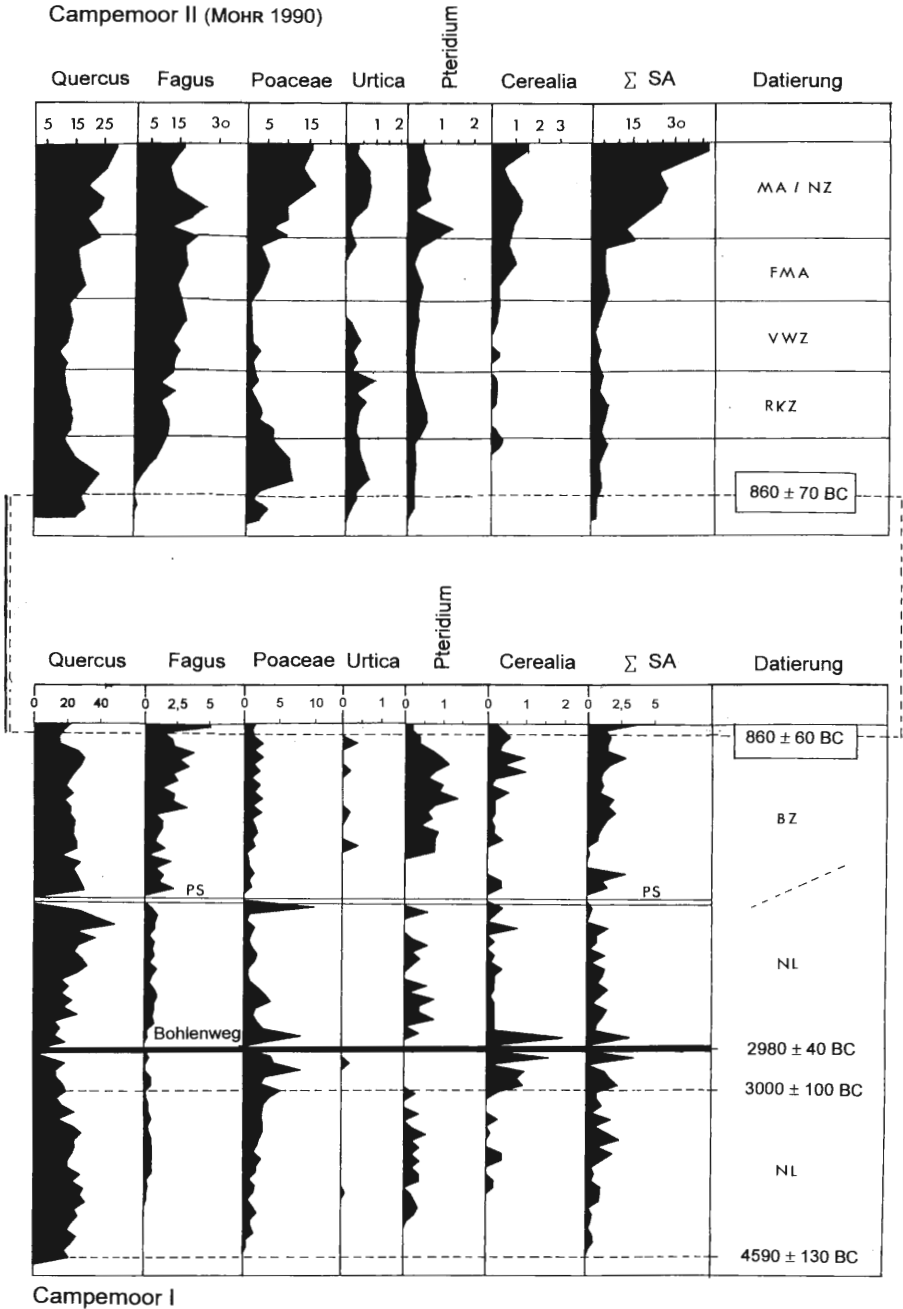 Campemoor II (MOHR 1990)
Quercus Fagus Poaceae Urtica Pteridium Cerealia ∑ SA Datierung
5 15 25 5 15 3o 5 15 1 2 1 2 1 2 3 15 3o
MA / NZ
FMA
VWZ
RKZ
860 ± 70 BC
Quercus Fagus Poaceae Urtica Pteridium Cerealia ∑ SA Datierung
0 20 40 0 2,5 5 0 5 10 0 1 0 1 0 1 2 0 2,5 5
860 ± 60 BC
BZ
PS PS
NL
Bohlenweg
2980 ± 40 BC
3000 ± 100 BC
NL
4590 ± 130 BC
Campemoor I